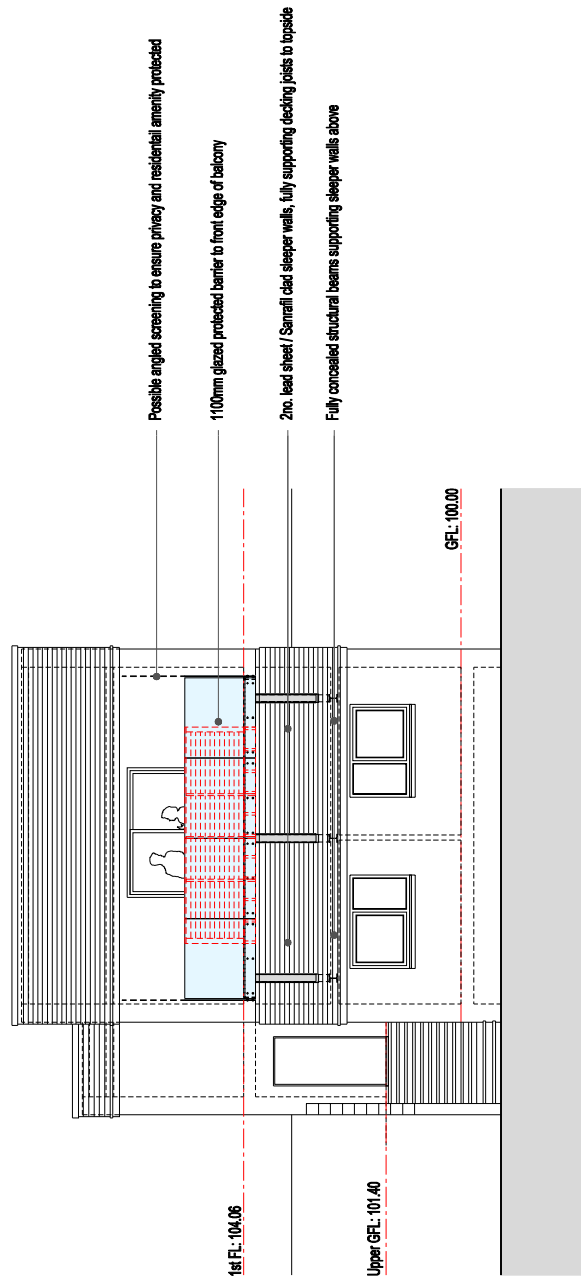 Possible angled screening to ensure privacy and residentail amenity protected
1100mm glazed protected barrier to front edge of balcony
2no. lead sheet / Sanrafil clad sleeper walls, fully supporting decking joists to topside
Fully concealed structural beams supporting sleeper walls above
GFL: 100.00
1st FL: 104.06
Upper GFL: 101.40